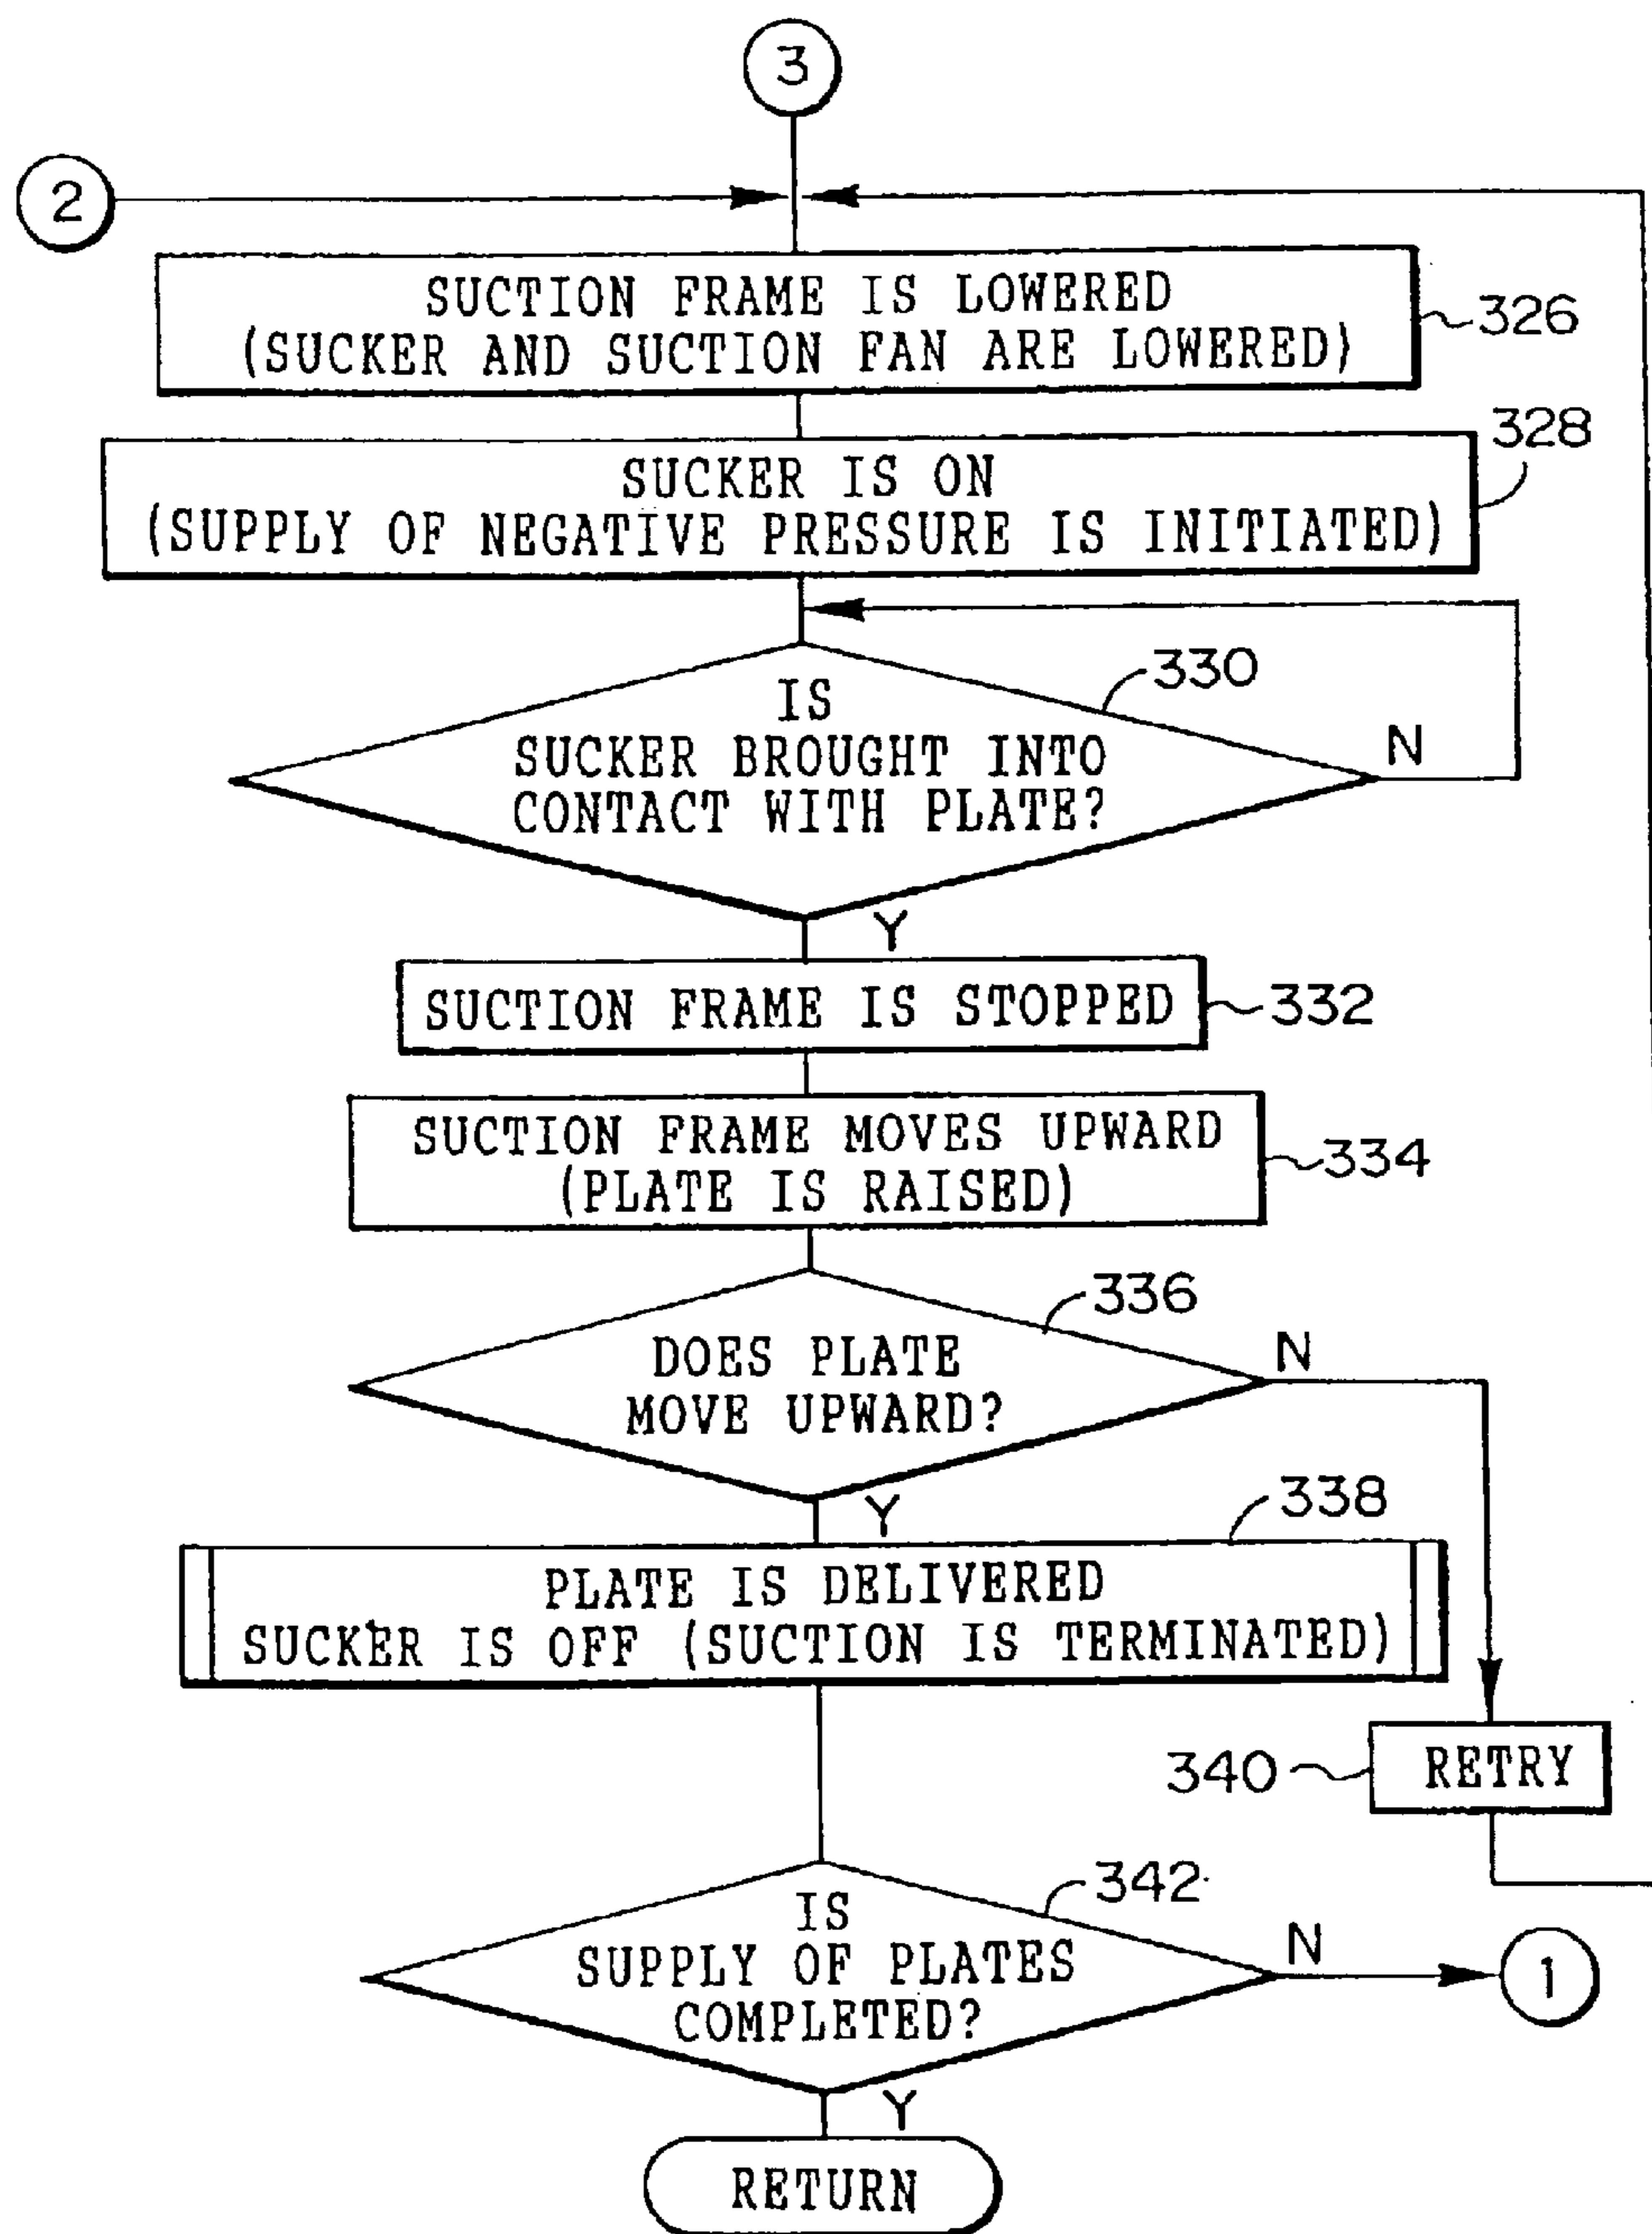 3
2
SUCTION FRAME IS LOWERED
(SUCKER AND SUCTION FAN ARE LOWERED)
326
328
SUCKER IS ON
(SUPPLY OF NEGATIVE PRESSURE IS INITIATED)
330
IS
SUCKER BROUGHT INTO
CONTACT WITH PLATE?
N
Y
SUCTION FRAME IS STOPPED
332
SUCTION FRAME MOVES UPWARD
(PLATE IS RAISED)
334
336
DOES PLATE
MOVE UPWARD?
N
Y
338
PLATE IS DELIVERED
SUCKER IS OFF (SUCTION IS TERMINATED)
340
RETRY
342
IS
SUPPLY OF PLATES
COMPLETED?
N
1
Y
RETURN